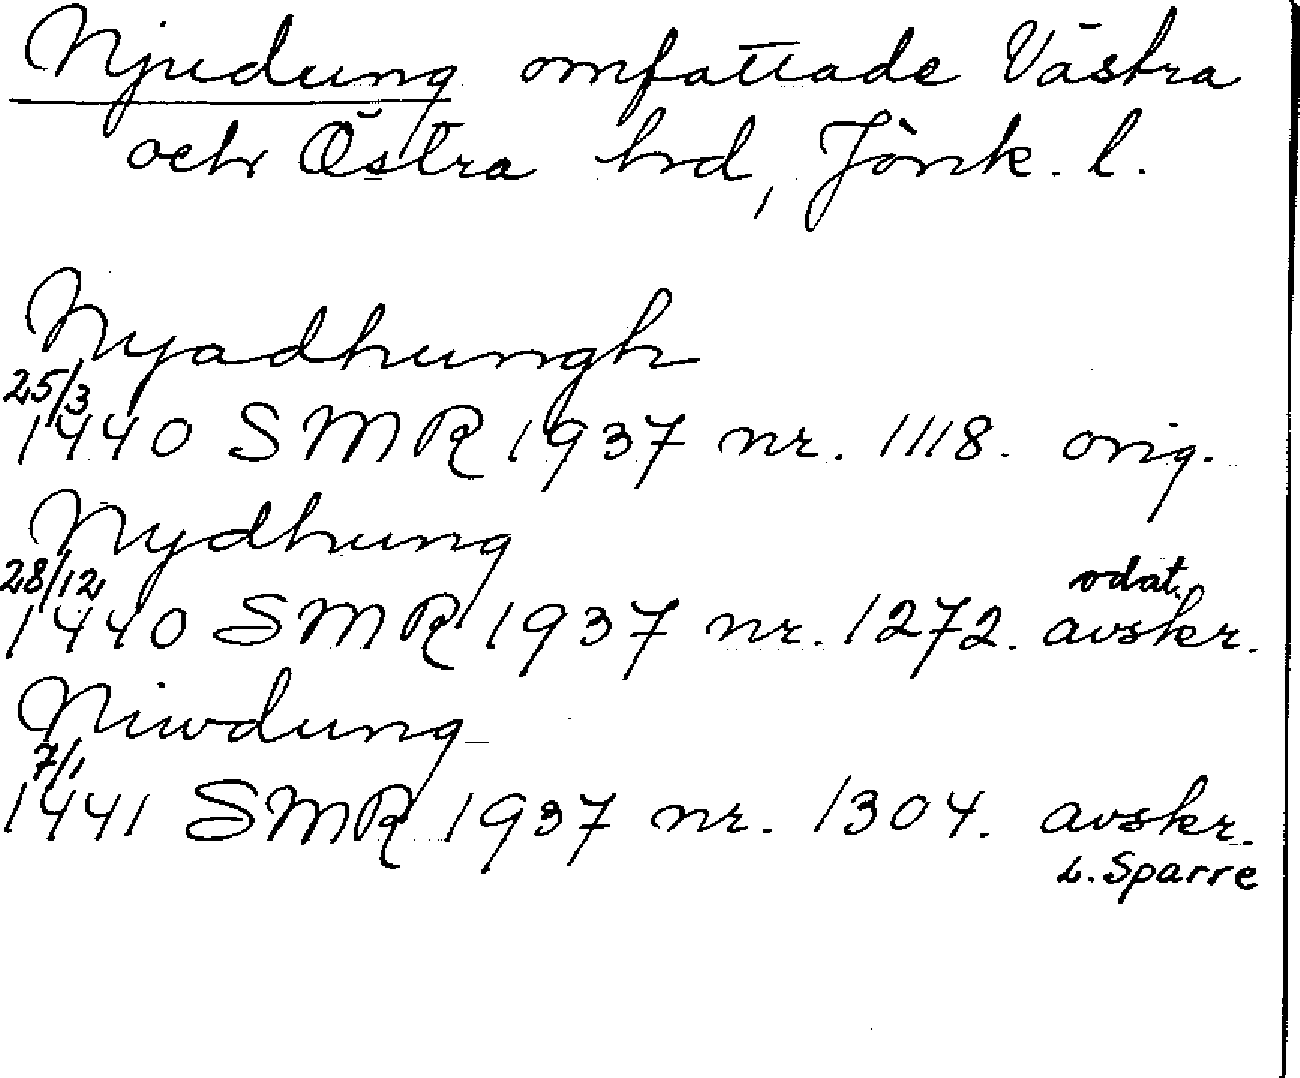 Njudung omfattade Västra
och Östra hrd, Jönk. l.
Nyadhungh
25/3
1440 SMR 1937 nr. 1118. orig.
Nydhung
28/12 odat.
1440 SMR 1937 nr. 1272. avskr.
Niwdung
7/1
1441 SMR 1937 nr. 1304. avskr.
L. Sparre